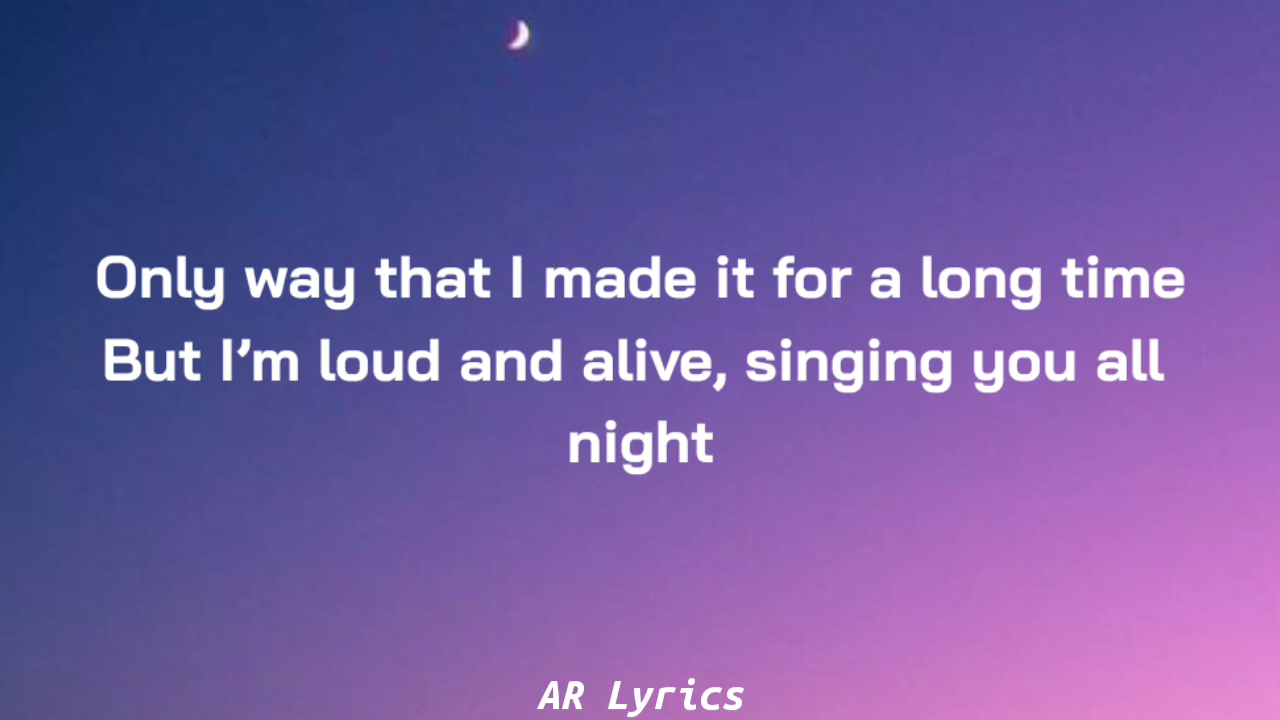 Only way that I made it for a long time
But I’m loud and alive, singing you all
night
AR Lyrics